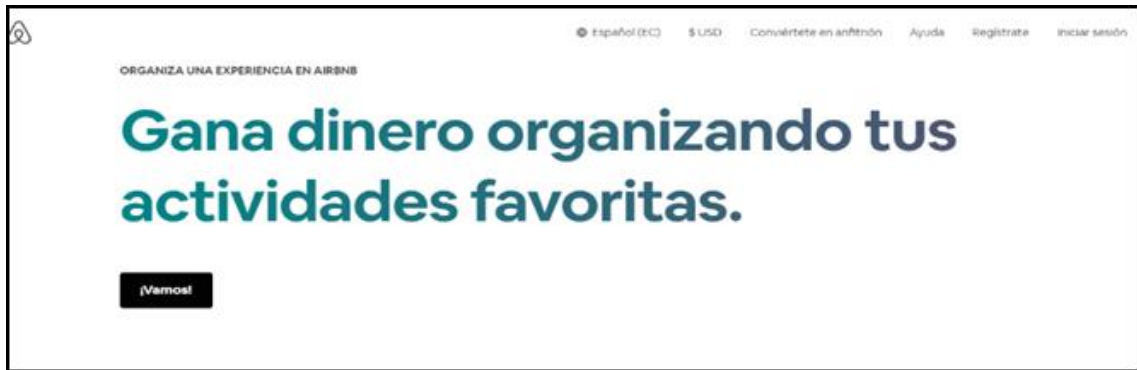 Español (EC) $ USD Conviértete en anfitrión Ayuda Regístrate Iniciar sesión
ORGANIZA UNA EXPERIENCIA EN AIRBNB
Gana dinero organizando tus
actividades favoritas.
¡Vamos!